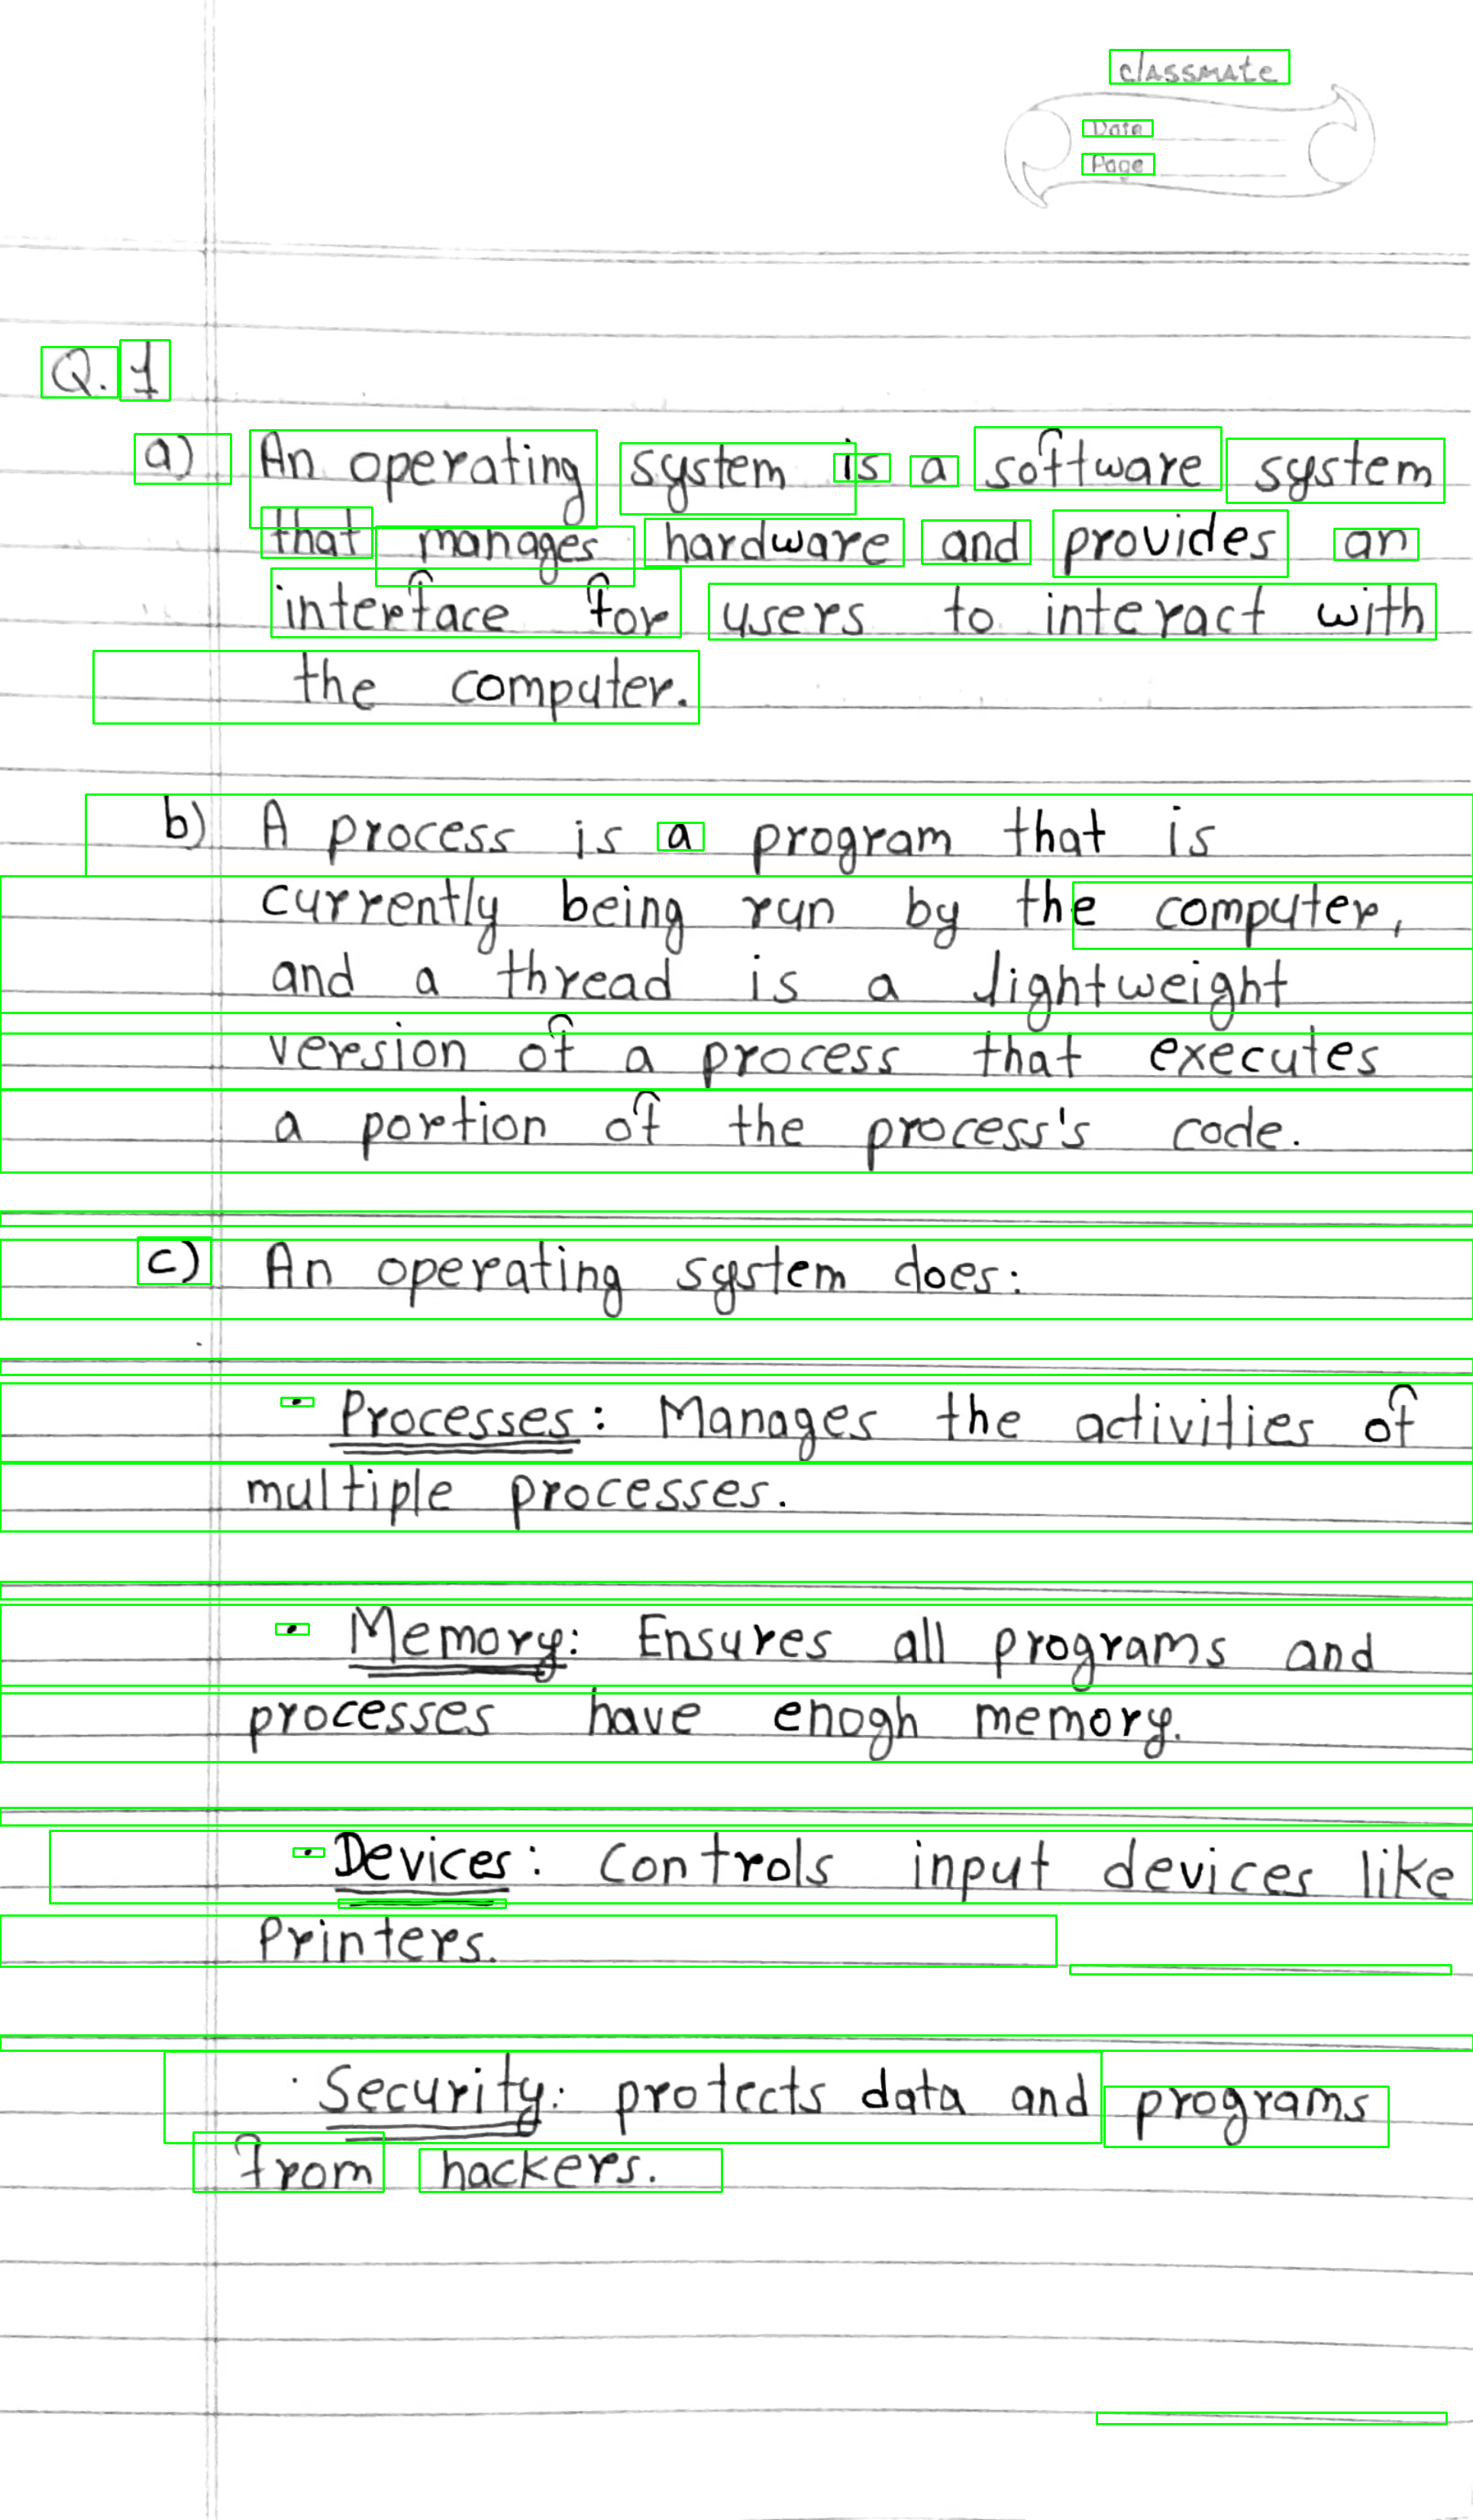 classmate
Date
Page
Q.1
a) An operating system is a software system
that manages hardware and provides an
interface for users to interact with
the computer.
b) A process is a program that is
currently being run by the computer,
and a thread is a lightweight
version of a process that executes
a portion of the process's code.
c) An operating system does:
· Processes: Manages the activities of
multiple processes.
· Memory: Ensures all programs and
processes have enogh memory.
· Devices: Controls input devices like
Printers.
· Security: protects data and programs
from hackers.